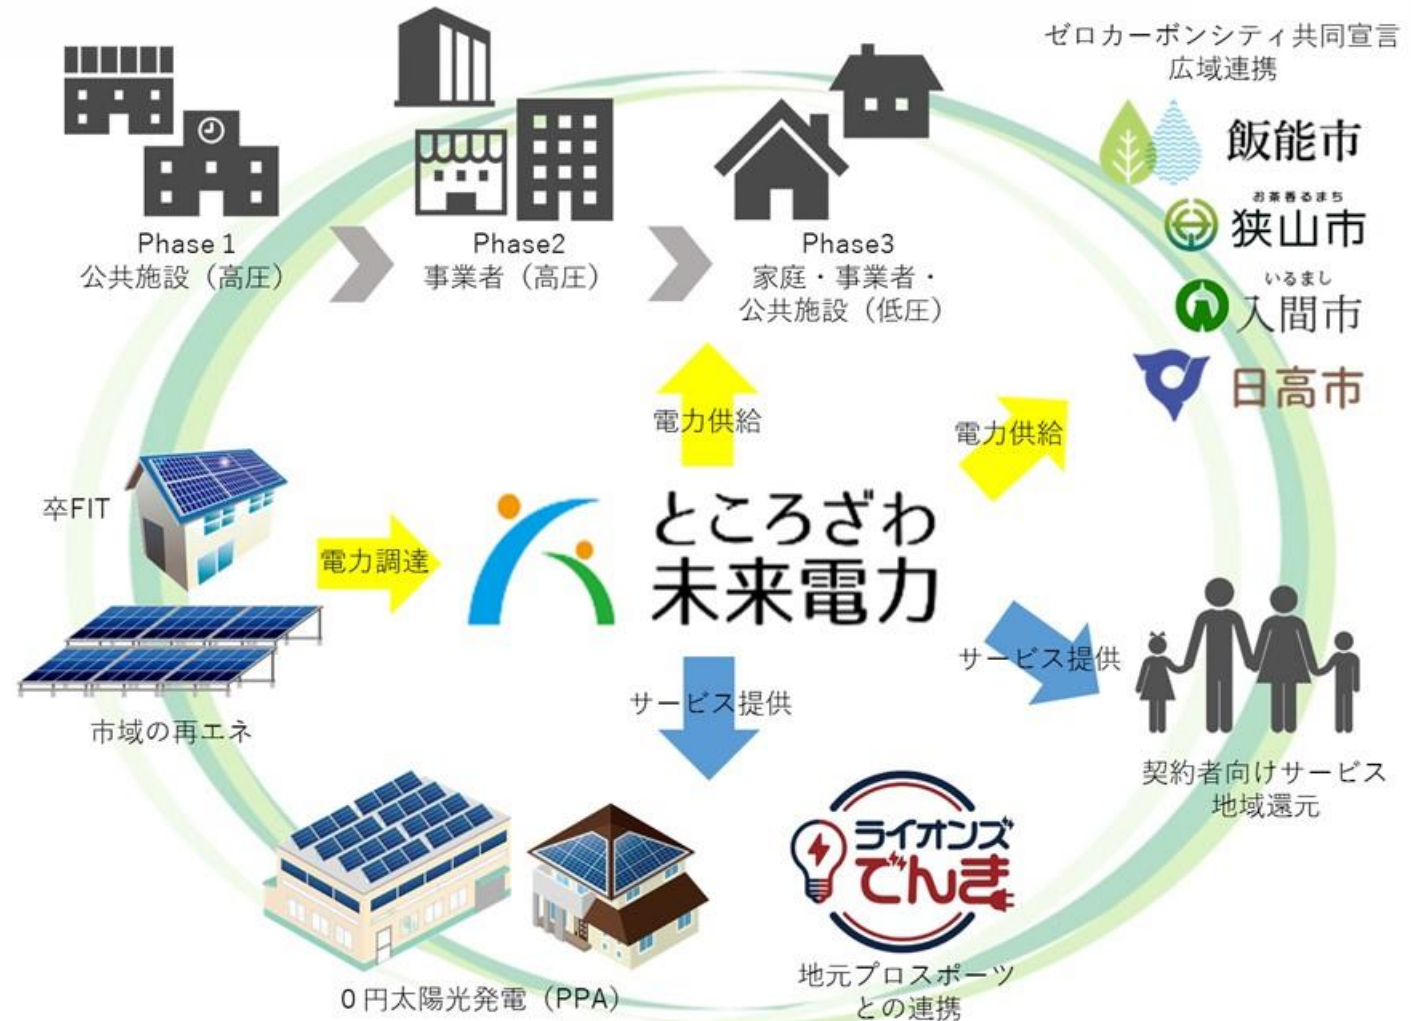 ゼロカーボンシティ共同宣言
広域連携
飯能市
お茶香るまち
狭山市
いるまし
入間市
日高市
Phase 1
公共施設（高圧）
Phase2
事業者（高圧）
Phase3
家庭・事業者・
公共施設（低圧）
電力供給
電力供給
卒FIT
電力調達
ところざわ
未来電力
市域の再エネ
サービス提供
サービス提供
契約者向けサービス
地域還元
ライオンズ
でんき
０円太陽光発電（PPA）
地元プロスポーツ
との連携